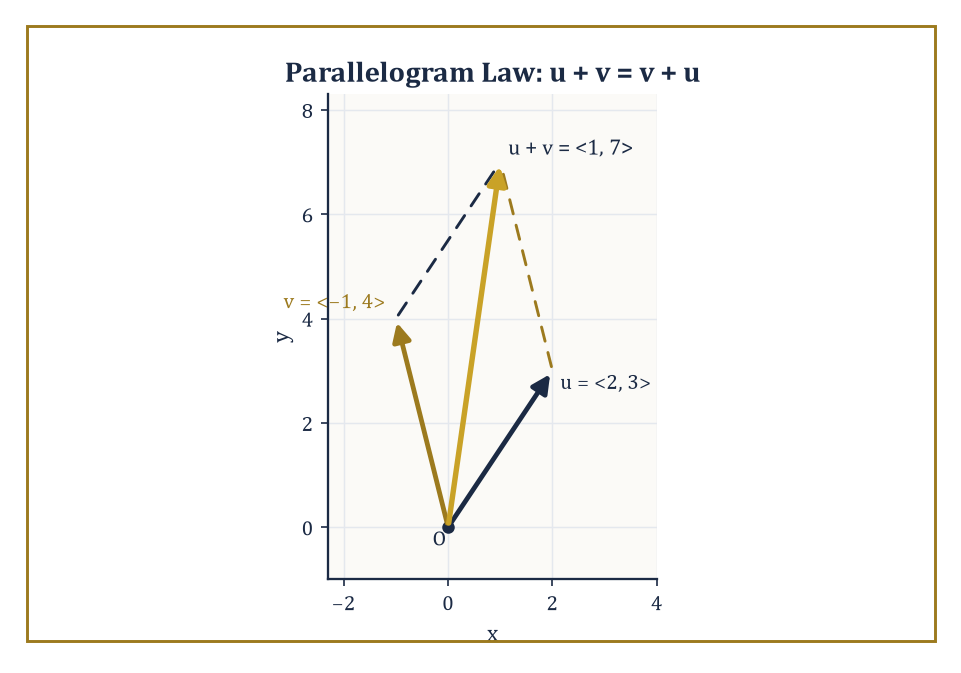 Parallelogram Law: u + v = v + u
8
u + v = <1, 7>
6
v = <−1, 4>
4
y
u = <2, 3>
2
0
O
−2 0 2 4
x